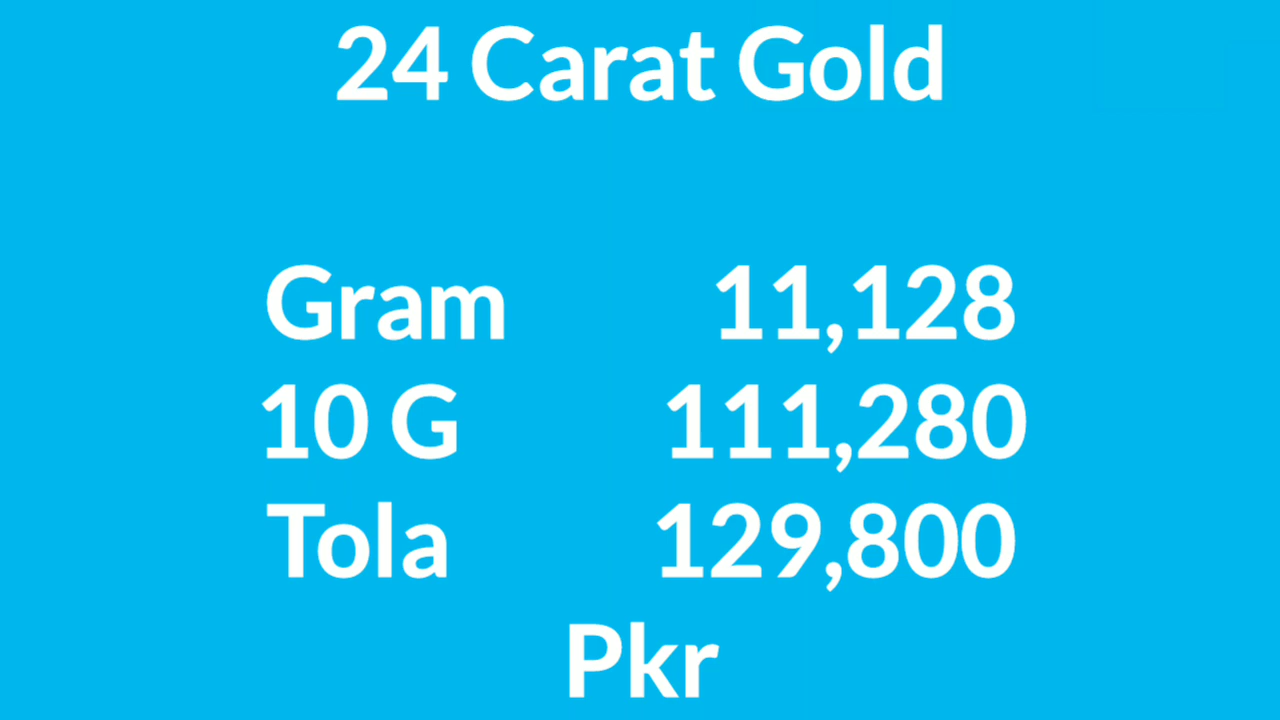 24 Carat Gold
Gram 11,128
10 G 111,280
Tola 129,800
Pkr